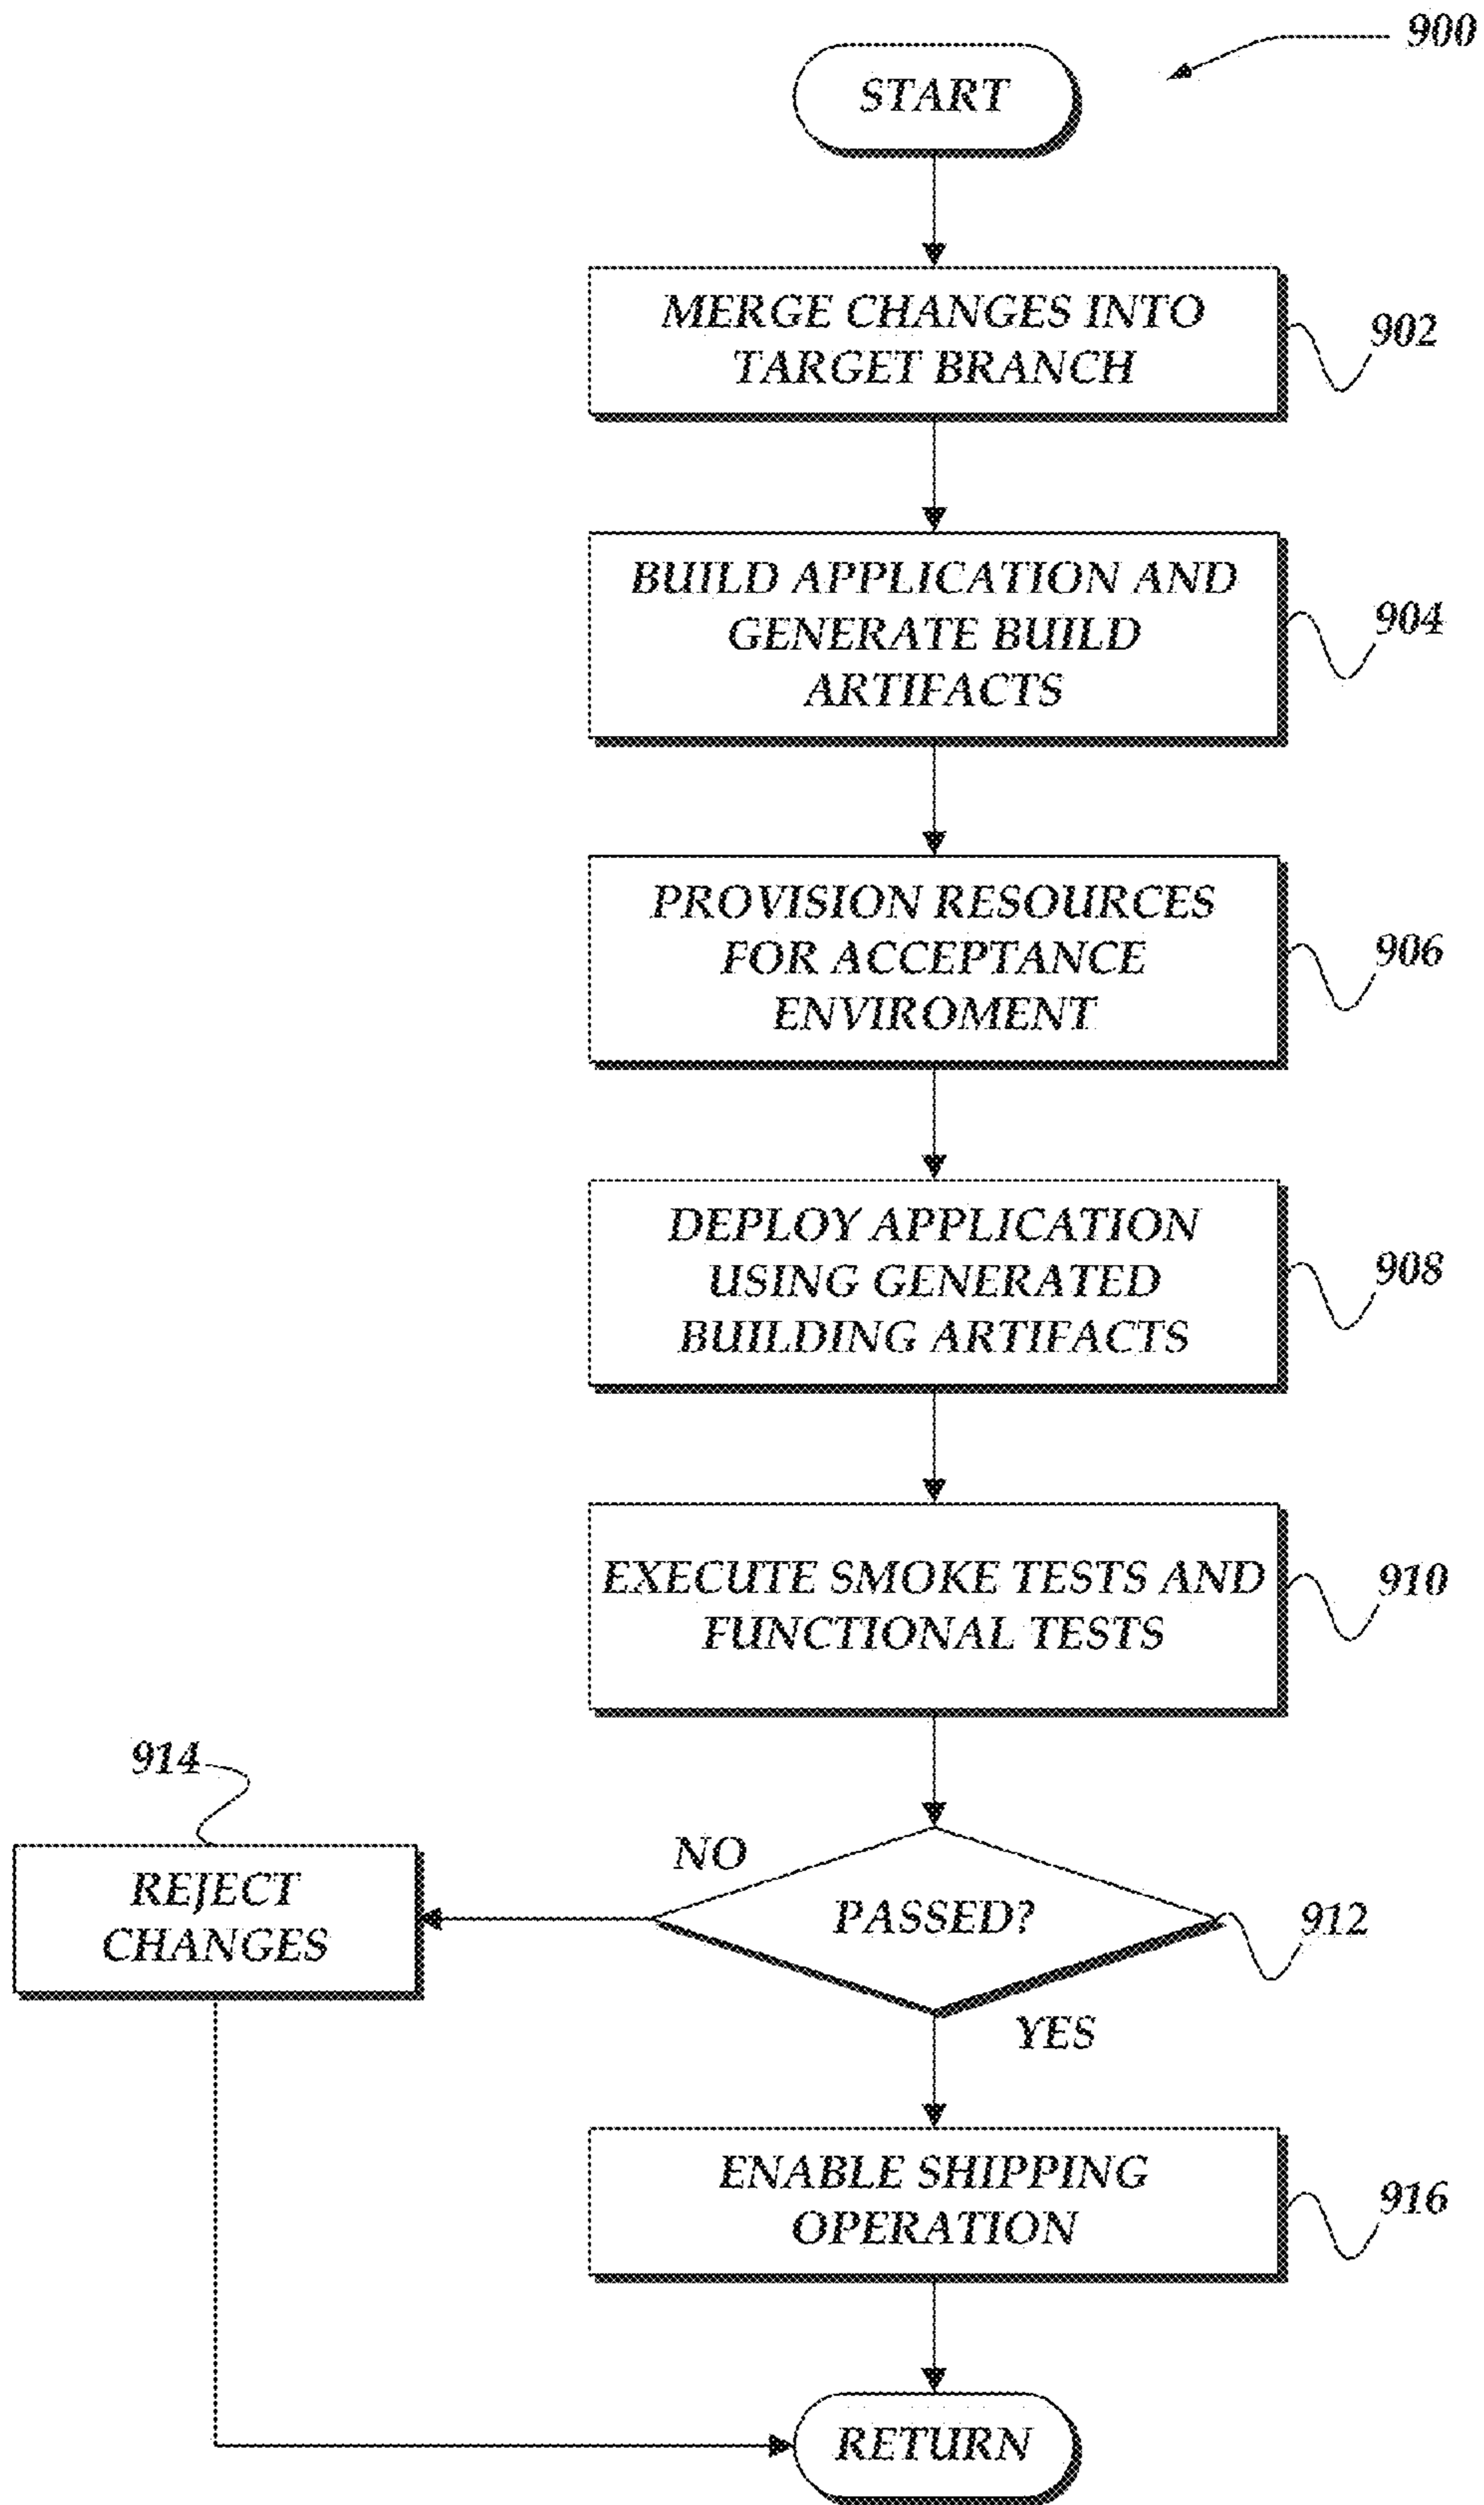 900
START
MERGE CHANGES INTO
TARGET BRANCH
902
BUILD APPLICATION AND
GENERATE BUILD
ARTIFACTS
904
PROVISION RESOURCES
FOR ACCEPTANCE
ENVIROMENT
906
DEPLOY APPLICATION
USING GENERATED
BUILDING ARTIFACTS
908
EXECUTE SMOKE TESTS AND
FUNCTIONAL TESTS
910
914
REJECT
CHANGES
NO
PASSED?
912
YES
ENABLE SHIPPING
OPERATION
916
RETURN